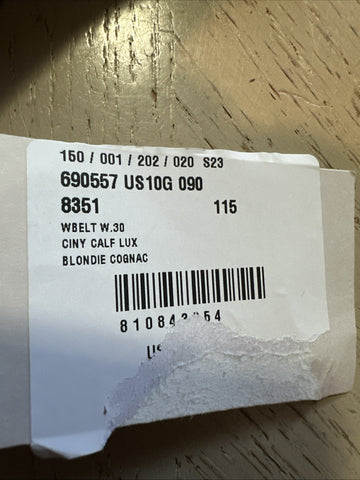 150 / 001 / 202 / 020 S23
690557 US10G 090
8351 115
WBELT W.30
CINY CALF LUX
BLONDIE COGNAC